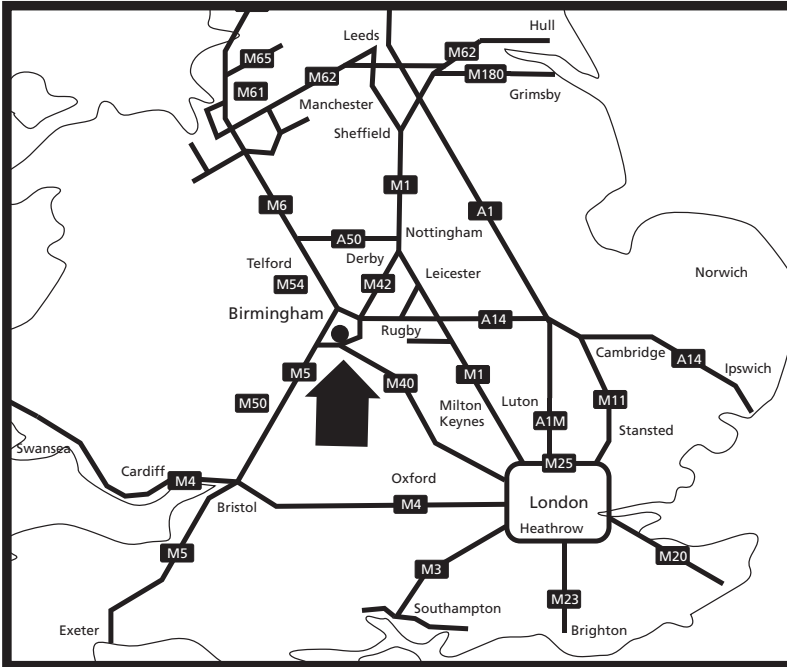 Hull
Leeds
M62
M65
M62
M180
M61
Manchester
Grimsby
Sheffield
M1
M6
A1
Nottingham
A50
Derby
Telford
Leicester
Norwich
M54
M42
Birmingham
A14
Rugby
Cambridge
A14
Ipswich
M5
M1
M40
M50
Milton
Keynes
Luton
M11
A1M
Stansted
Swansea
M25
Cardiff
M4
Oxford
Bristol
M4
London
Heathrow
M5
M20
M3
M23
Southampton
Exeter
Brighton